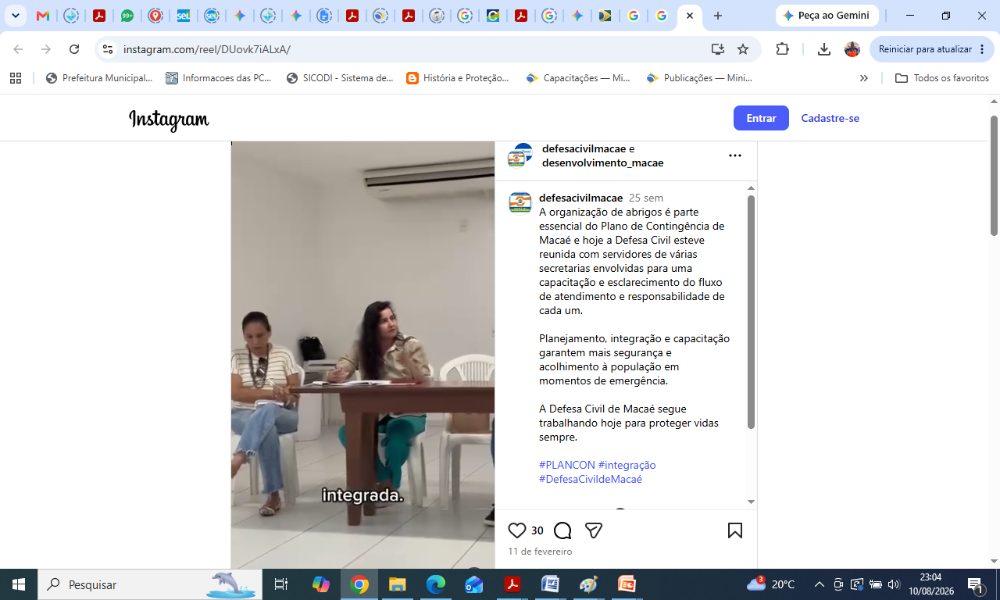 99+
sei.
sei
Peça ao Gemini
instagram.com/reel/DUovk7iALxA/
Reiniciar para atualizar
Prefeitura Municipal...
Informacoes das PC...
SICODI - Sistema de...
História e Proteção...
Capacitações — Mi...
Publicações — Mini...
Todos os favoritos
Instagram
Entrar
Cadastre-se
defesacivilmacae e
desenvolvimento_macae
defesacivilmacae 25 sem
A organização de abrigos é parte
essencial do Plano de Contingência de
Macaé e hoje a Defesa Civil esteve
reunida com servidores de várias
secretarias envolvidas para uma
capacitação e esclarecimento do fluxo
de atendimento e responsabilidade de
cada um.
Planejamento, integração e capacitação
garantem mais segurança e
acolhimento à população em
momentos de emergência.
A Defesa Civil de Macaé segue
trabalhando hoje para proteger vidas
sempre.
#PLANCON #integração
#DefesaCivildeMacaé
integrada.
30
11 de fevereiro
Pesquisar
3
20°C
23:04
10/08/2026
1